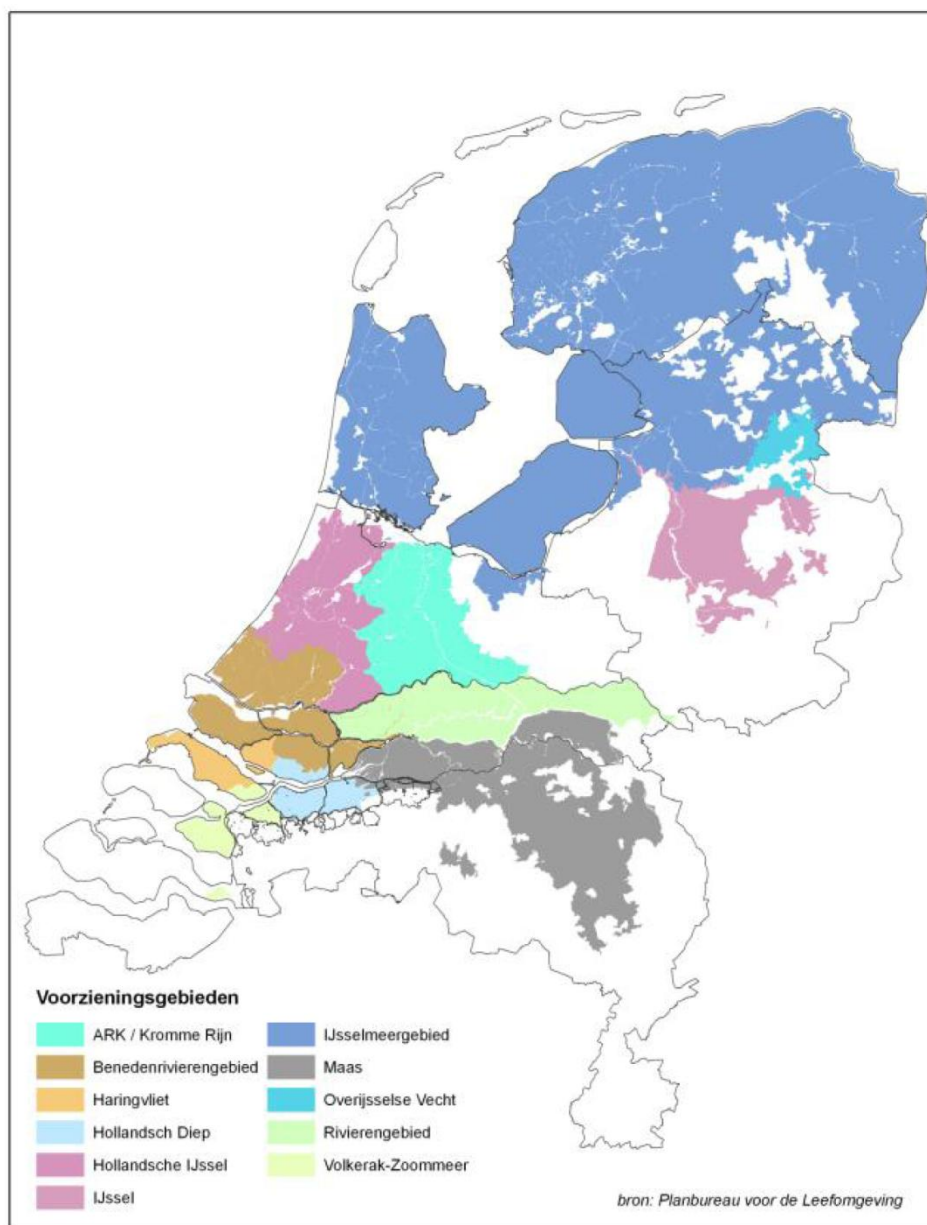 Voorzieningsgebieden
ARK / Kromme Rijn
Benedenrivierengebied
Haringvliet
Hollandsch Diep
Hollandsche IJssel
IJssel
IJsselmeergebied
Maas
Overijsselse Vecht
Rivierengebied
Volkerak-Zoommeer
bron: Planbureau voor de Leefomgeving